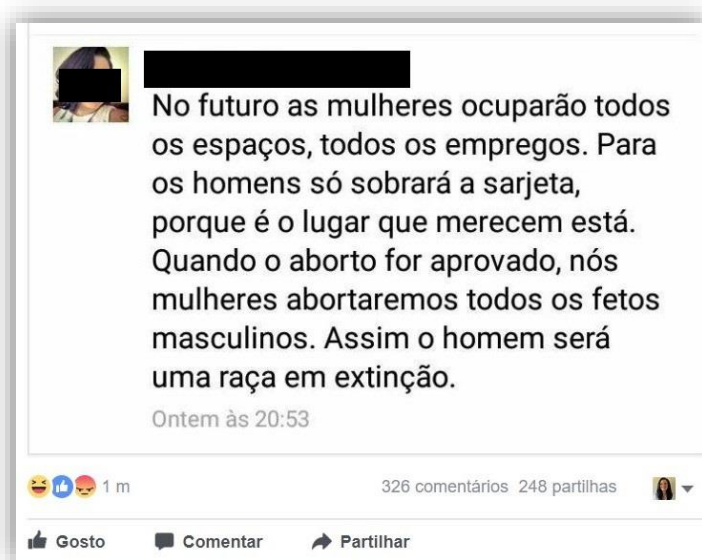 No futuro as mulheres ocuparão todos
os espaços, todos os empregos. Para
os homens só sobrará a sarjeta,
porque é o lugar que merecem está.
Quando o aborto for aprovado, nós
mulheres abortaremos todos os fetos
masculinos. Assim o homem será
uma raça em extinção.
Ontem às 20:53
1 m 326 comentários 248 partilhas
Gosto Comentar Partilhar